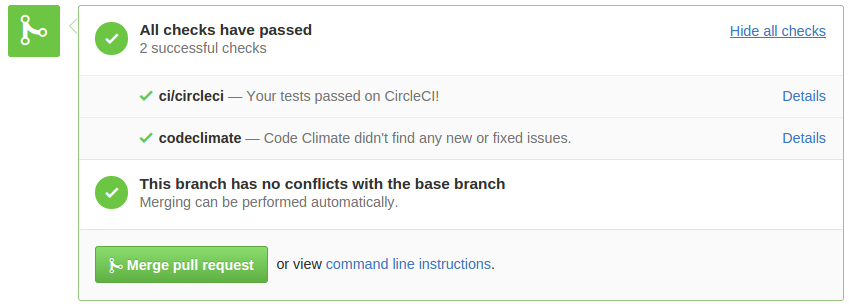 All checks have passed
Hide all checks
2 successful checks
ci/circleci — Your tests passed on CircleCI!
Details
codeclimate — Code Climate didn't find any new or fixed issues.
Details
This branch has no conflicts with the base branch
Merging can be performed automatically.
Merge pull request
or view command line instructions.